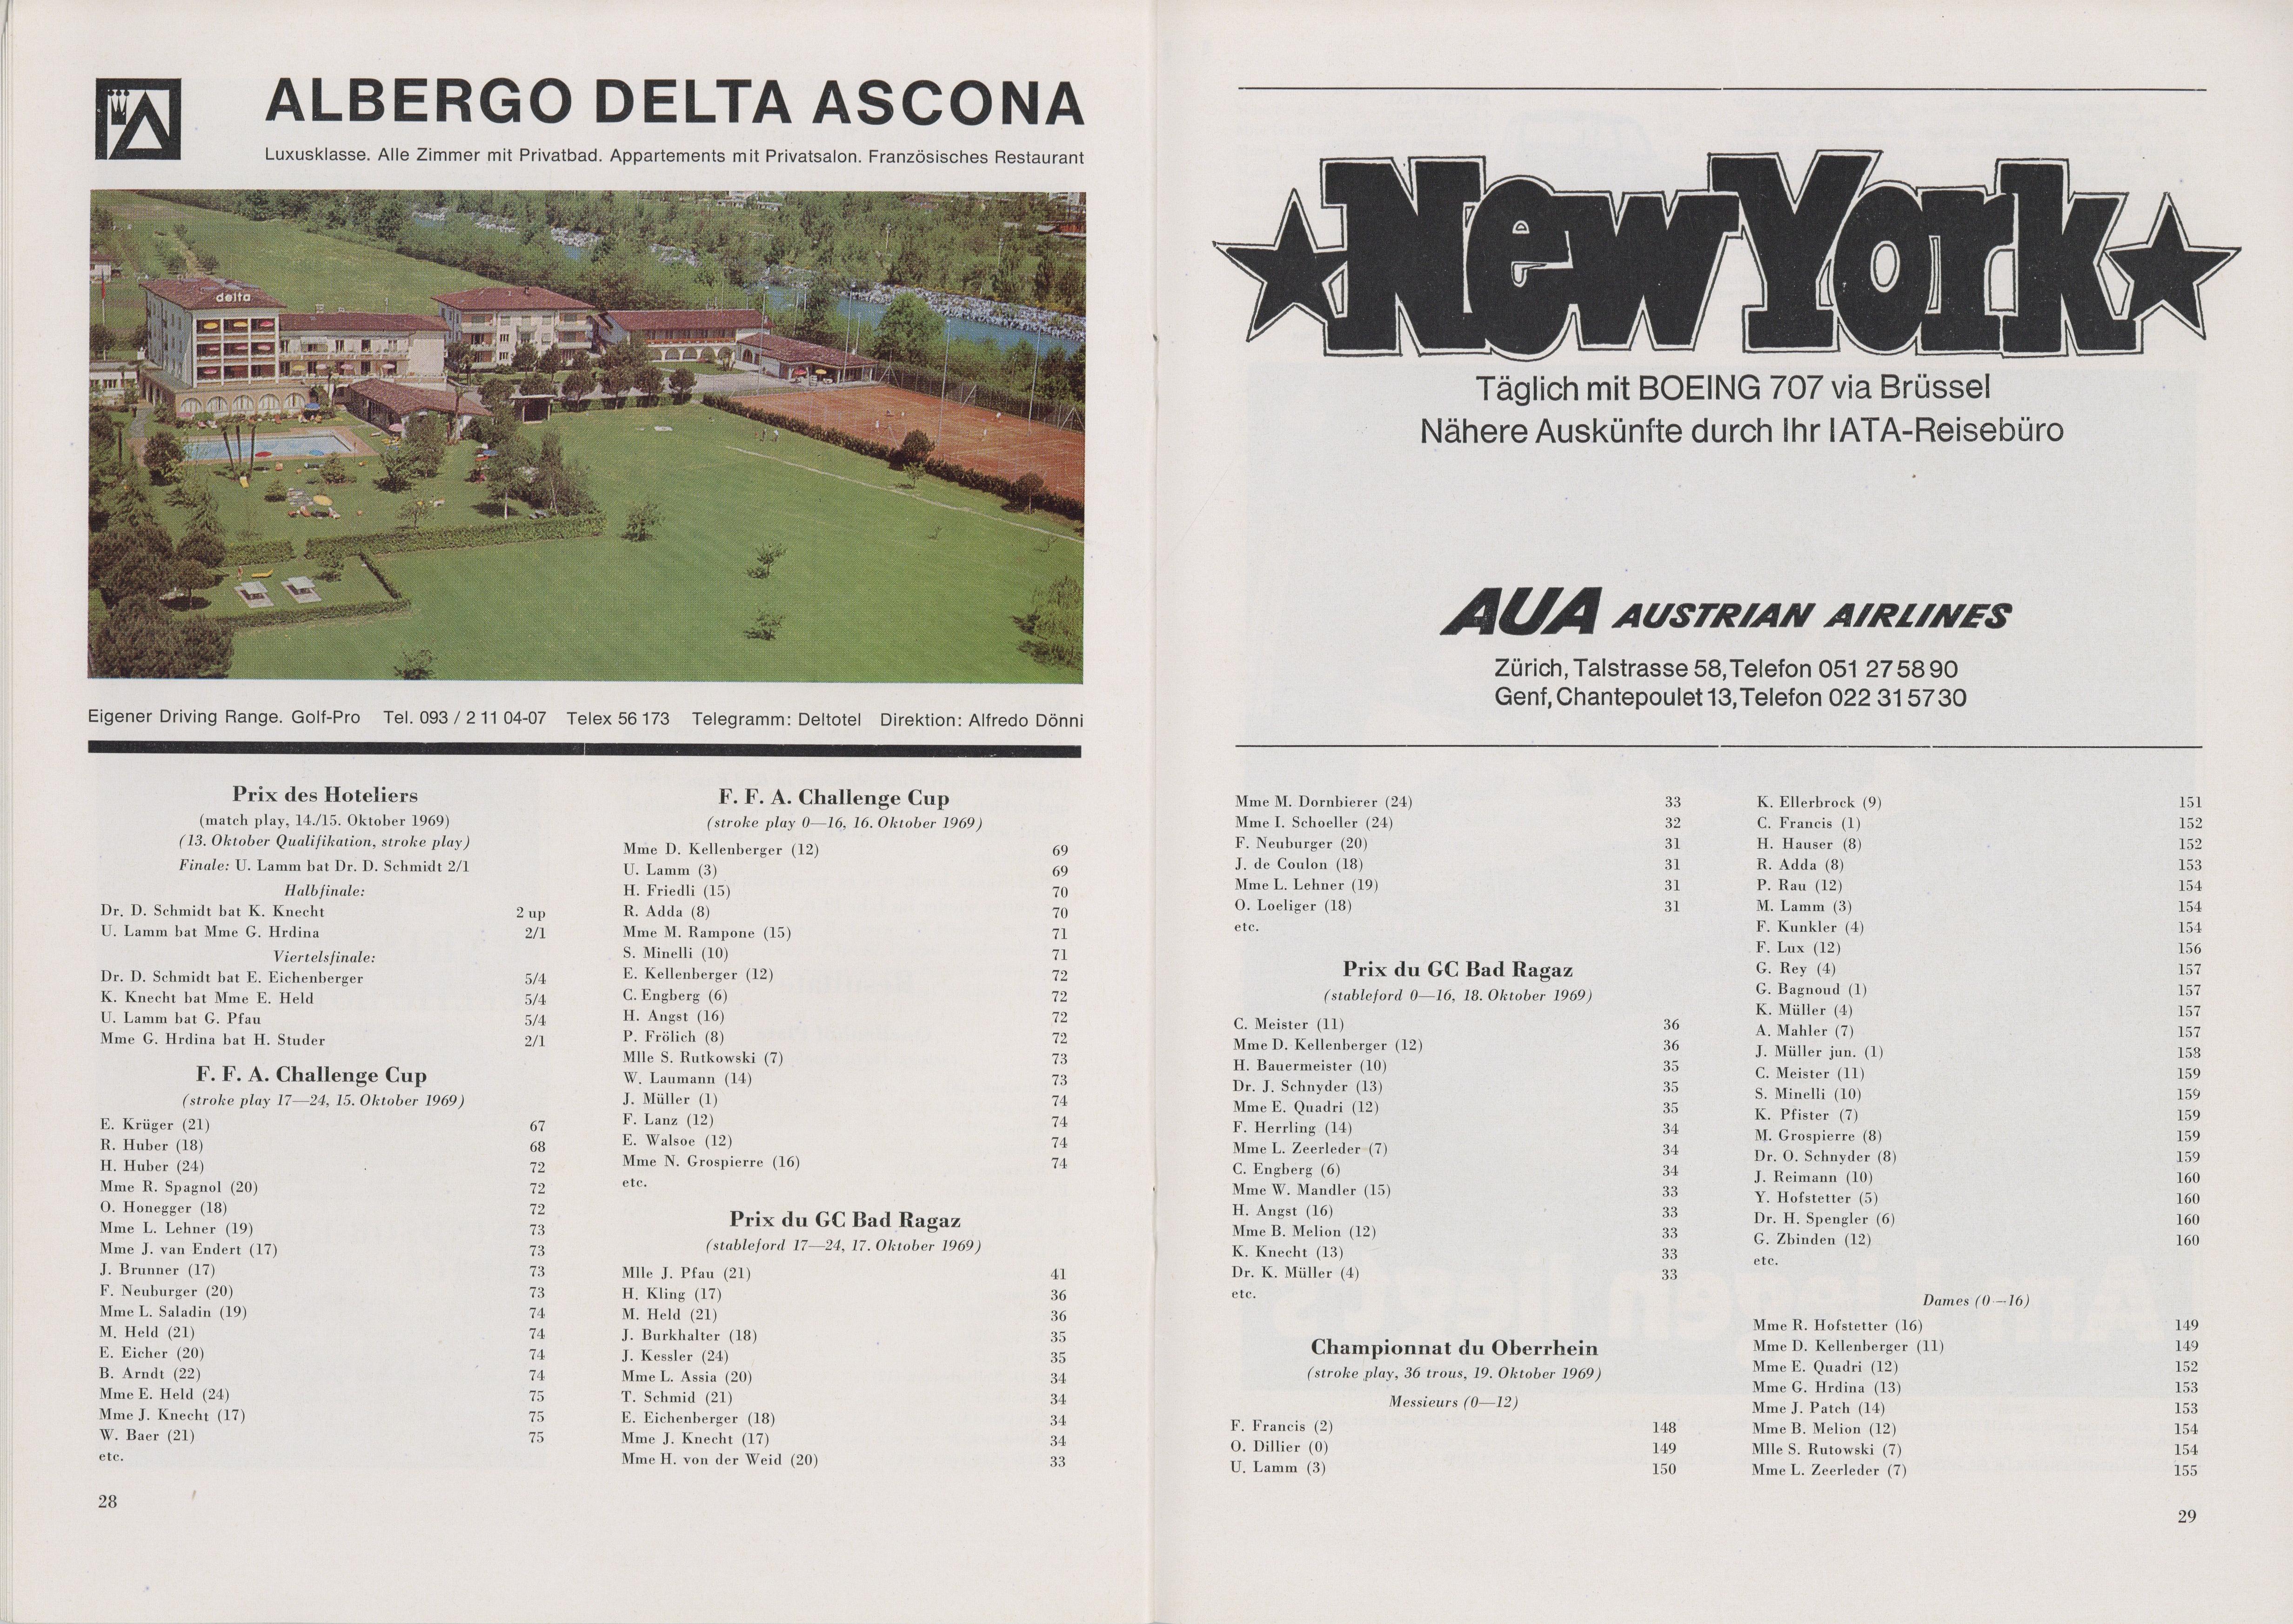 ALBERGO DELTA ASCONA
Luxusklasse. Alle Zimmer mit Privatbad. Appartements mit Privatsalon. Französisches Restaurant
delta
Eigener Driving Range. Golf-Pro Tel. 093 / 2 11 04-07 Telex 56 173 Telegramm: Deltotel Direktion: Alfredo Dönni
Prix des Hoteliers
(match play, 14./15. Oktober 1969)
(13. Oktober Qualifikation, stroke play)
Finale: U. Lamm bat Dr. D. Schmidt 2/1
Halbfinale:
Dr. D. Schmidt bat K. Knecht 2 up
U. Lamm bat Mme G. Hrdina 2/1
Viertelsfinale:
Dr. D. Schmidt bat E. Eichenberger 5/4
K. Knecht bat Mme E. Held 5/4
U. Lamm bat G. Pfau 5/4
Mme G. Hrdina bat H. Studer 2/1
F. F. A. Challenge Cup
(stroke play 17—24, 15. Oktober 1969)
E. Krüger (21) 67
R. Huber (18) 68
H. Huber (24) 72
Mme R. Spagnol (20) 72
O. Honegger (18) 72
Mme L. Lehner (19) 73
Mme J. van Endert (17) 73
J. Brunner (17) 73
F. Neuburger (20) 73
Mme L. Saladin (19) 74
M. Held (21) 74
E. Eicher (20) 74
B. Arndt (22) 74
Mme E. Held (24) 75
Mme J. Knecht (17) 75
W. Baer (21) 75
etc.
28
F. F. A. Challenge Cup
(stroke play 0—16, 16. Oktober 1969)
Mme D. Kellenberger (12) 69
U. Lamm (3) 69
H. Friedli (15) 70
R. Adda (8) 70
Mme M. Rampone (15) 71
S. Minelli (10) 71
E. Kellenberger (12) 72
C. Engberg (6) 72
H. Angst (16) 72
P. Frölich (8) 72
Mlle S. Rutkowski (7) 73
W. Laumann (14) 73
J. Müller (1) 74
F. Lanz (12) 74
E. Walsoe (12) 74
Mme N. Grospierre (16) 74
etc.
Prix du GC Bad Ragaz
(stableford 17—24, 17. Oktober 1969)
Mlle J. Pfau (21) 41
H. Kling (17) 36
M. Held (21) 36
J. Burkhalter (18) 35
J. Kessler (24) 35
Mme L. Assia (20) 34
T. Schmid (21) 34
E. Eichenberger (18) 34
Mme J. Knecht (17) 34
Mme H. von der Weid (20) 33
New York
Täglich mit BOEING 707 via Brüssel
Nähere Auskünfte durch Ihr IATA-Reisebüro
AUA AUSTRIAN AIRLINES
Zürich, Talstrasse 58, Telefon 051 27 58 90
Genf, Chantepoulet 13, Telefon 022 31 57 30
Mme M. Dornbierer (24) 33
Mme I. Schoeller (24) 32
F. Neuburger (20) 31
J. de Coulon (18) 31
Mme L. Lehner (19) 31
O. Loeliger (18) 31
etc.
Prix du GC Bad Ragaz
(stableford 0—16, 18. Oktober 1969)
C. Meister (11) 36
Mme D. Kellenberger (12) 36
H. Bauermeister (10) 35
Dr. J. Schnyder (13) 35
Mme E. Quadri (12) 35
F. Herrling (14) 34
Mme L. Zeerleder (7) 34
C. Engberg (6) 34
Mme W. Mandler (15) 33
H. Angst (16) 33
Mme B. Melion (12) 33
K. Knecht (13) 33
Dr. K. Müller (4) 33
etc.
Championnat du Oberrhein
(stroke play, 36 trous, 19. Oktober 1969)
Messieurs (0—12)
F. Francis (2) 148
O. Dillier (0) 149
U. Lamm (3) 150
K. Ellerbrock (9) 151
C. Francis (1) 152
H. Hauser (8) 152
R. Adda (8) 153
P. Rau (12) 154
M. Lamm (3) 154
F. Kunkler (4) 154
F. Lux (12) 156
G. Rey (4) 157
G. Bagnoud (1) 157
K. Müller (4) 157
A. Mahler (7) 157
J. Müller jun. (1) 158
C. Meister (11) 159
S. Minelli (10) 159
K. Pfister (7) 159
M. Grospierre (8) 159
Dr. O. Schnyder (8) 159
J. Reimann (10) 160
Y. Hofstetter (5) 160
Dr. H. Spengler (6) 160
G. Zbinden (12) 160
etc.
Dames (0—16)
Mme R. Hofstetter (16) 149
Mme D. Kellenberger (11) 149
Mme E. Quadri (12) 152
Mme G. Hrdina (13) 153
Mme J. Patch (14) 153
Mme B. Melion (12) 154
Mlle S. Rutowski (7) 154
Mme L. Zeerleder (7) 155
29